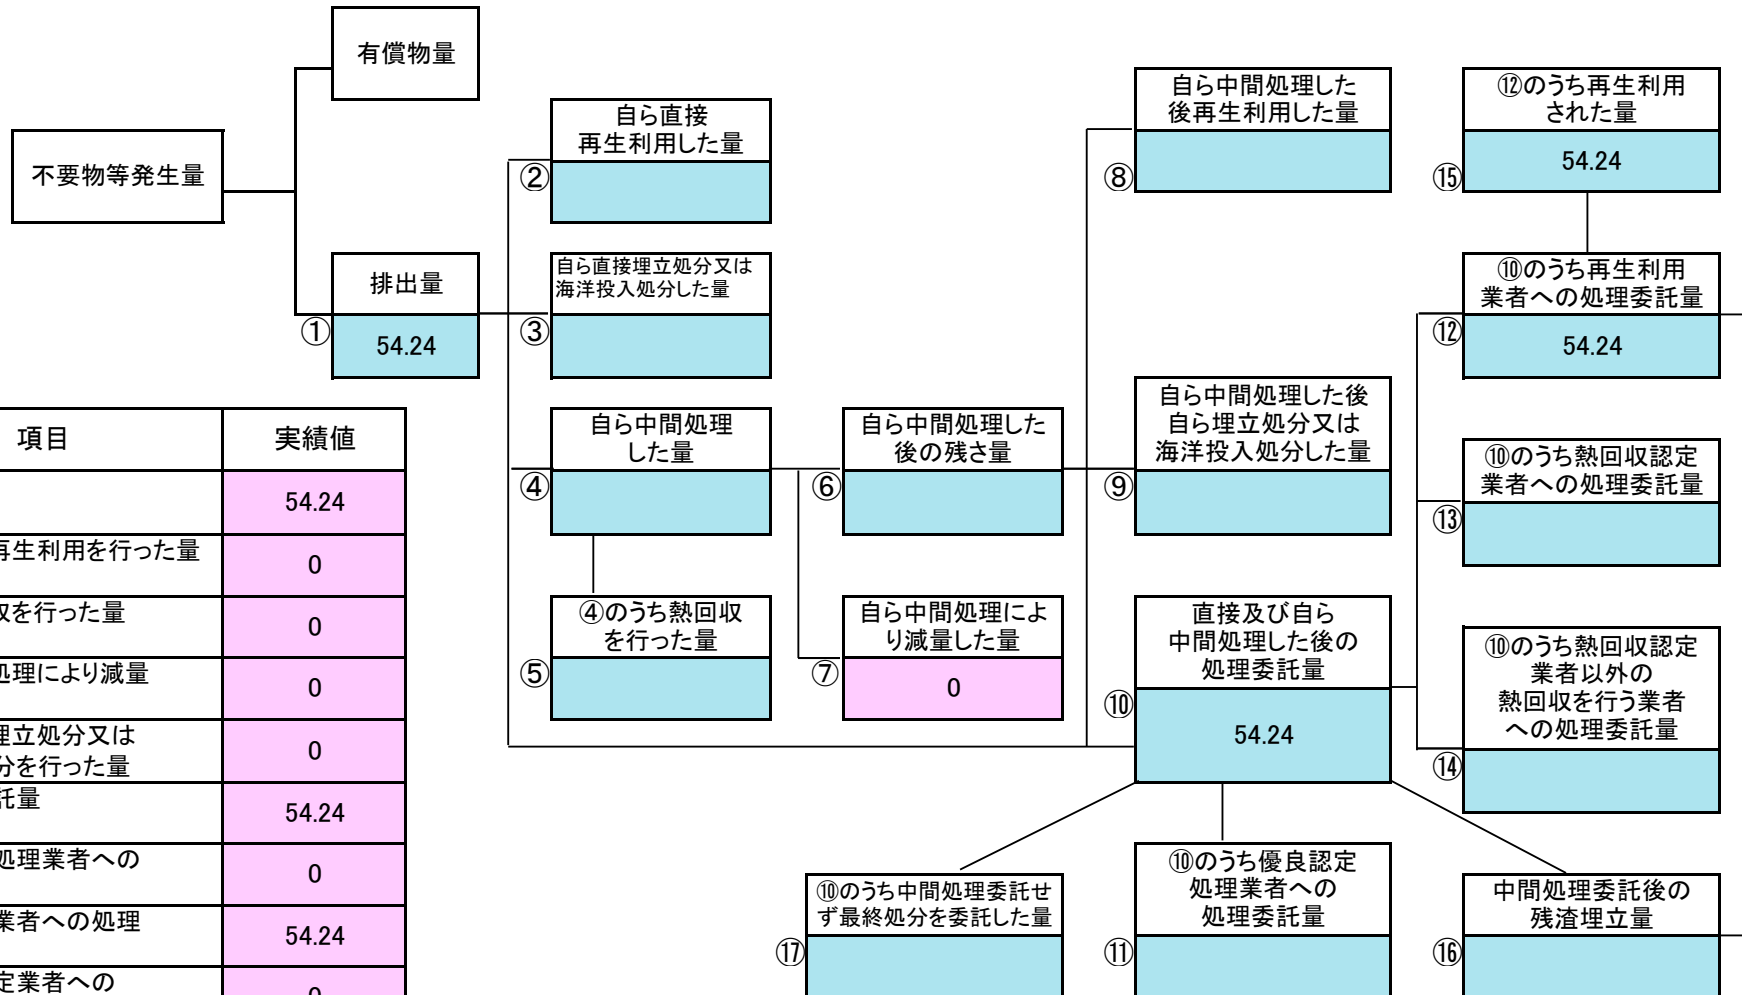 有償物量
不要物等発生量
排出量
①
54.24
自ら直接
再生利用した量
②
自ら直接埋立処分又は
海洋投入処分した量
③
自ら中間処理
した量
④
④のうち熱回収
を行った量
⑤
自ら中間処理した
後の残さ量
⑥
自ら中間処理によ
り減量した量
⑦
0
自ら中間処理した
後再生利用した量
⑧
自ら中間処理した後
自ら埋立処分又は
海洋投入処分した量
⑨
直接及び自ら
中間処理した後の
処理委託量
⑩
54.24
⑫のうち再生利用
された量
⑮
54.24
⑩のうち再生利用
業者への処理委託量
⑫
54.24
⑩のうち熱回収認定
業者への処理委託量
⑬
⑩のうち熱回収認定
業者以外の
熱回収を行う業者
への処理委託量
⑭
⑩のうち中間処理委託せ
ず最終処分を委託した量
⑰
⑩のうち優良認定
処理業者への
処理委託量
⑪
中間処理委託後の
残渣埋立量
⑯
項目
実績値
54.24
再生利用を行った量
0
収を行った量
0
処理により減量
0
埋立処分又は
分を行った量
0
託量
54.24
処理業者への
0
業者への処理
54.24
定業者への
0